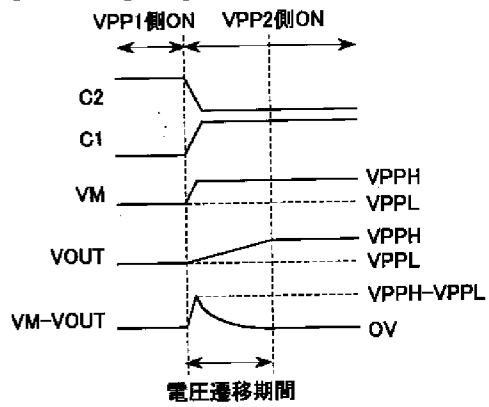 VPP1側ON VPP2側ON
C2
C1
VM VPPH
VPPL
VOUT VPPH
VPPL
VPPH-VPPL
VM-VOUT OV
電圧遷移期間